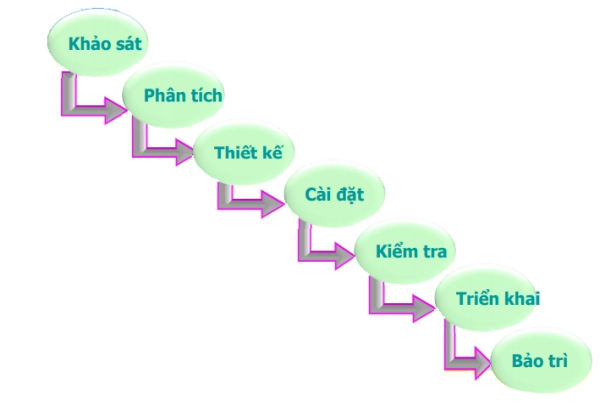 Khảo sát
Phân tích
Thiết kế
Cài đặt
Kiểm tra
Triển khai
Bảo trì